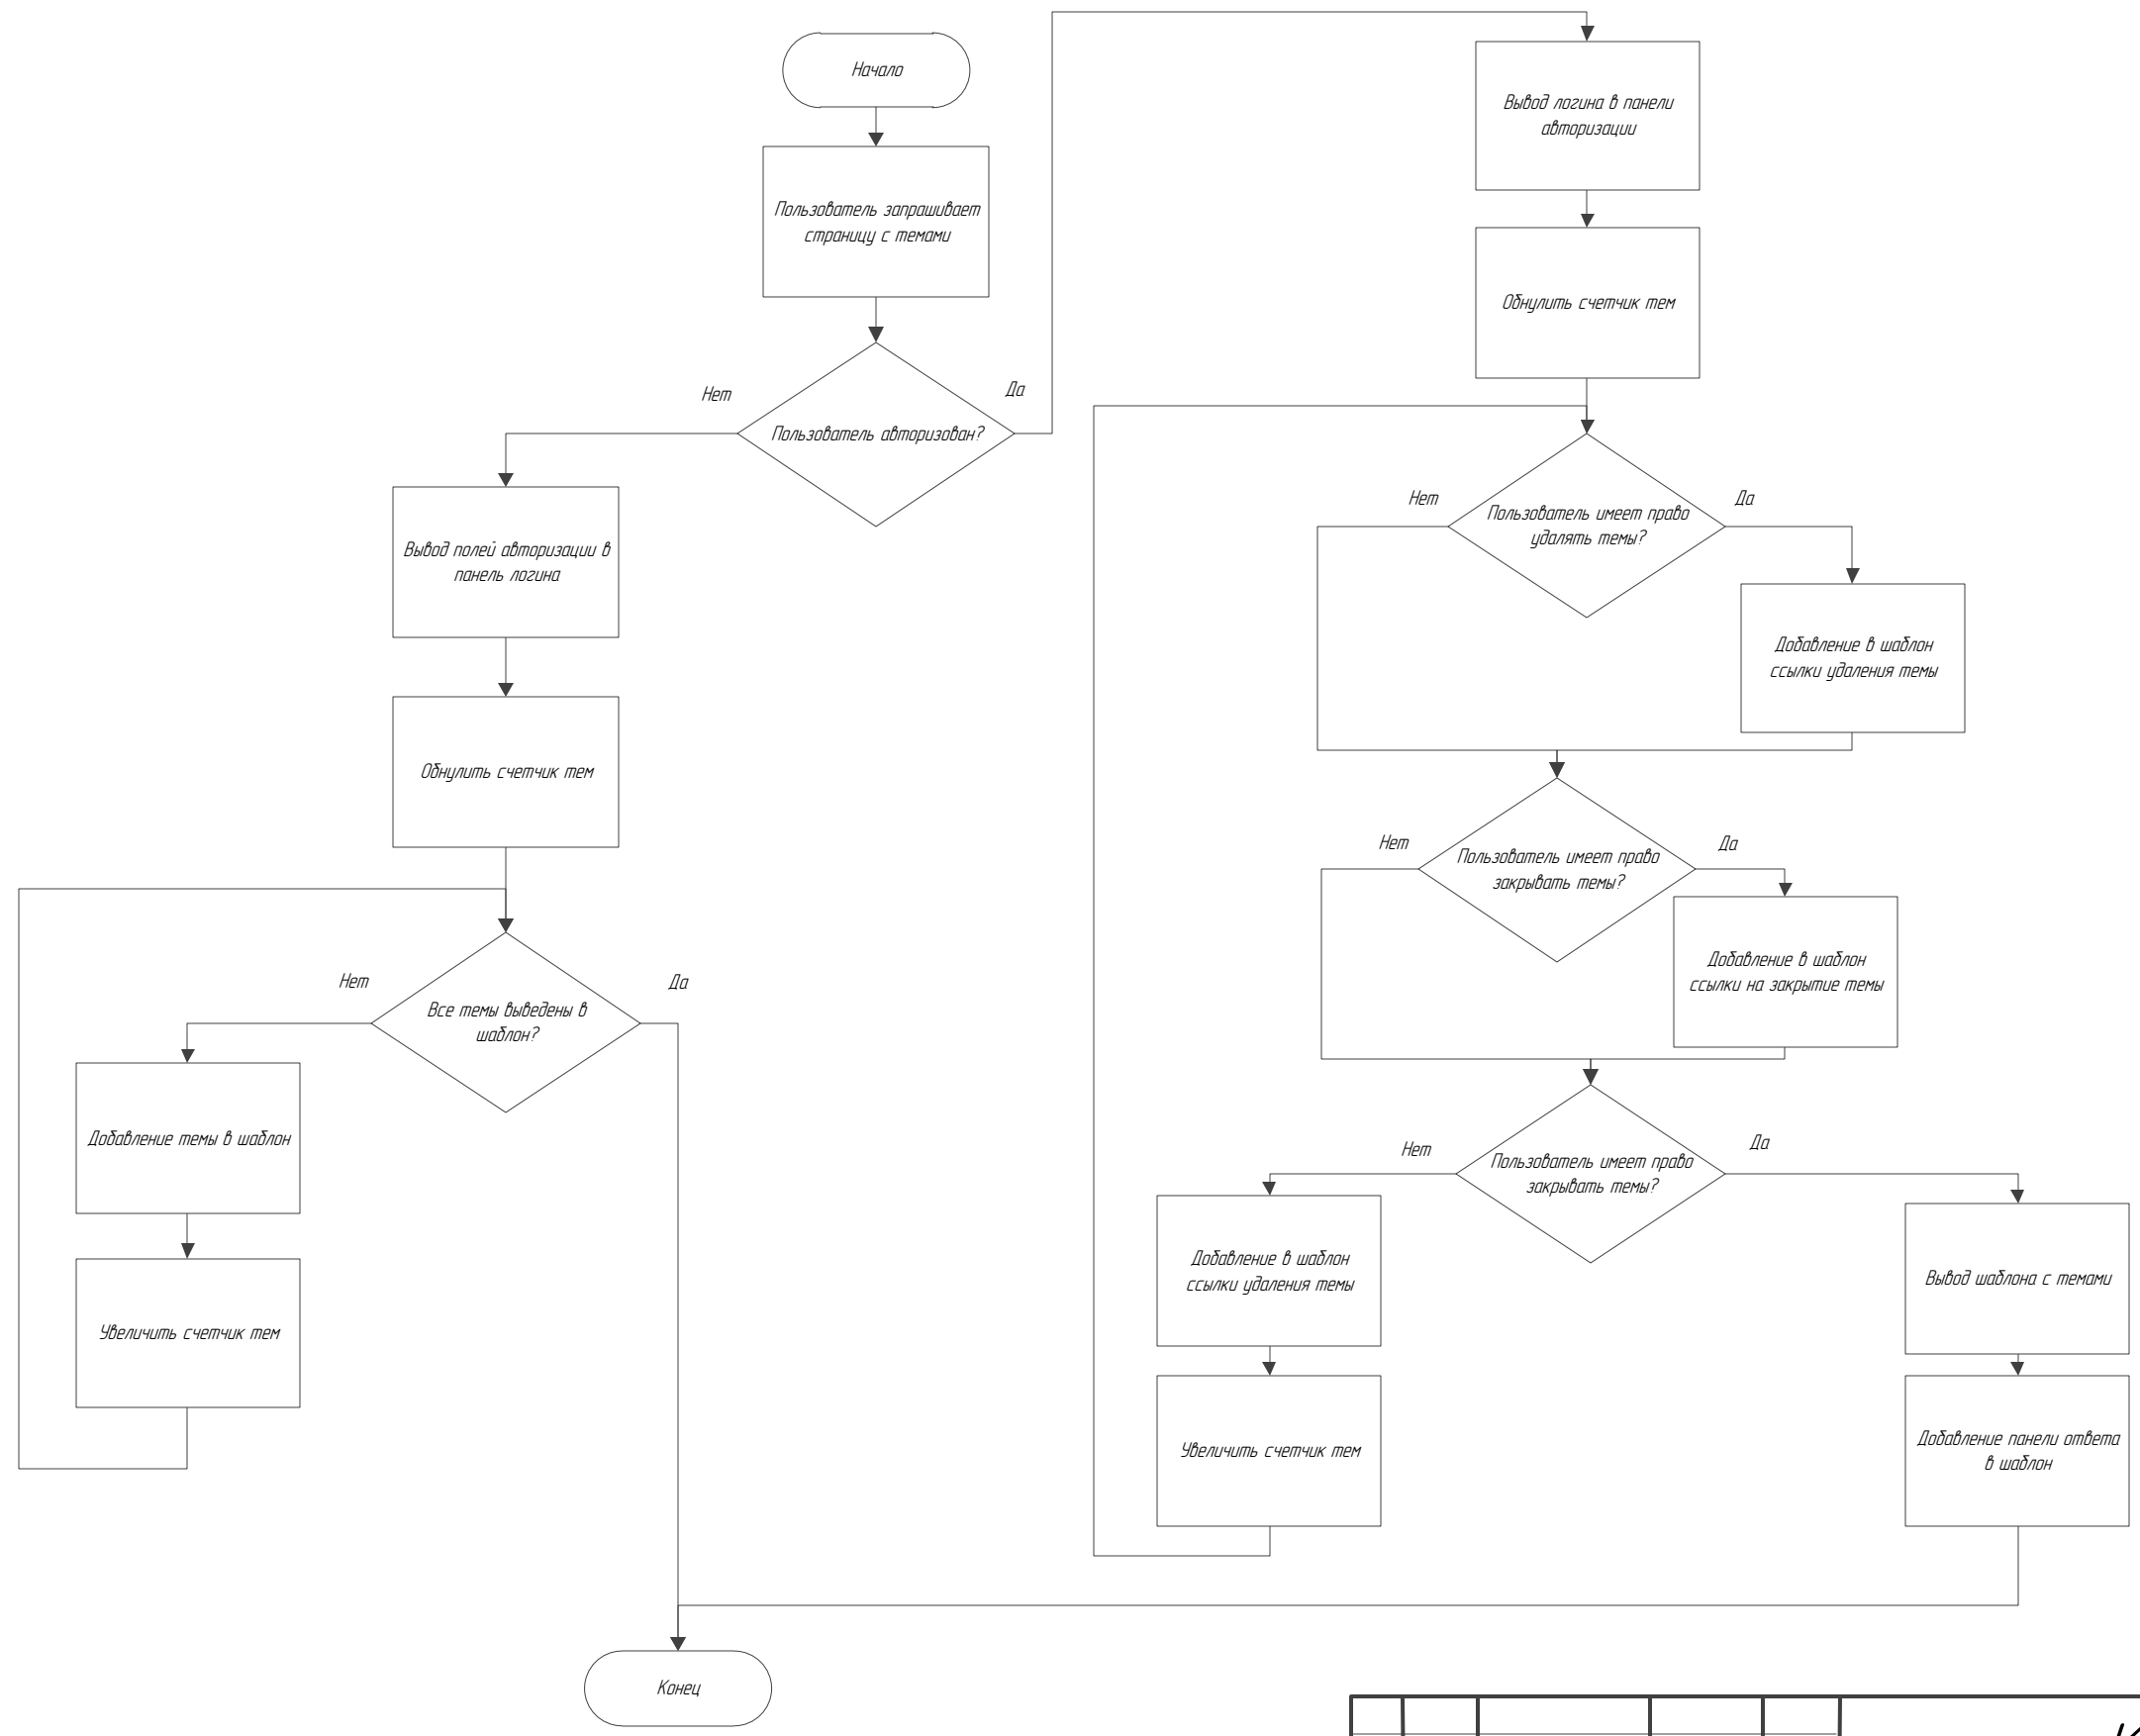 Начало
Пользователь запрашивает
страницу с темами
Нет
Да
Пользователь авторизован?
Вывод полей авторизации в
панель логина
Обнулить счетчик тем
Нет
Да
Все темы выведены в
шаблон?
Добавление темы в шаблон
Увеличить счетчик тем
Вывод логина в панели
авторизации
Обнулить счетчик тем
Нет
Да
Пользователь имеет право
удалять темы?
Добавление в шаблон
ссылки удаления темы
Нет
Да
Пользователь имеет право
закрывать темы?
Добавление в шаблон
ссылки на закрытие темы
Нет
Да
Пользователь имеет право
закрывать темы?
Добавление в шаблон
ссылки удаления темы
Увеличить счетчик тем
Вывод шаблона с темами
Добавление панели ответа
в шаблон
Конец